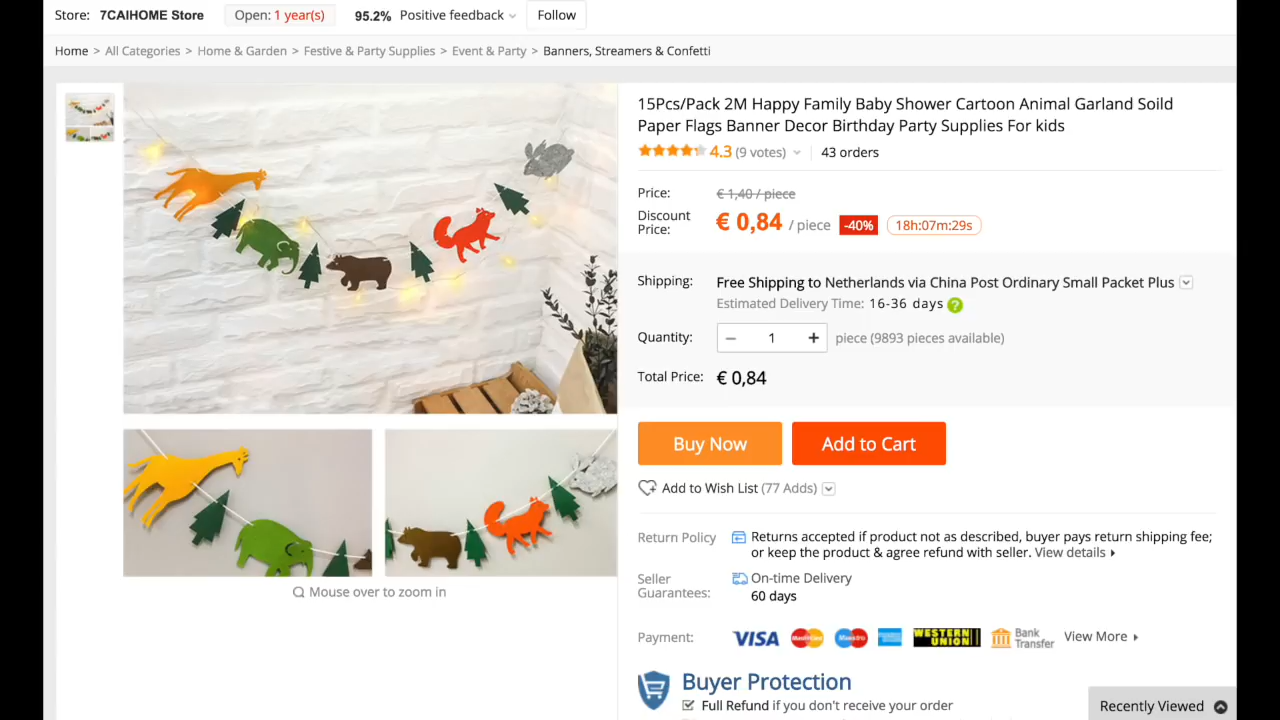 Store: 7CAIHOME Store Open: 1 year(s) 95.2% Positive feedback Follow
Home > All Categories > Home & Garden > Festive & Party Supplies > Event & Party > Banners, Streamers & Confetti
15Pcs/Pack 2M Happy Family Baby Shower Cartoon Animal Garland Soild
Paper Flags Banner Decor Birthday Party Supplies For kids
4.3 (9 votes) 43 orders
Price: € 1,40 / piece
Discount
Price: € 0,84 / piece -40% 18h:07m:29s
Shipping: Free Shipping to Netherlands via China Post Ordinary Small Packet Plus
Estimated Delivery Time: 16-36 days ?
Quantity: − 1 + piece (9893 pieces available)
Total Price: € 0,84
Buy Now Add to Cart
Add to Wish List (77 Adds)
Return Policy Returns accepted if product not as described, buyer pays return shipping fee;
or keep the product & agree refund with seller. View details
Seller
Guarantees: On-time Delivery
60 days
Mouse over to zoom in
Payment: VISA MasterCard Maestro WESTERN UNION Bank Transfer View More
Buyer Protection
Full Refund if you don't receive your order
Recently Viewed